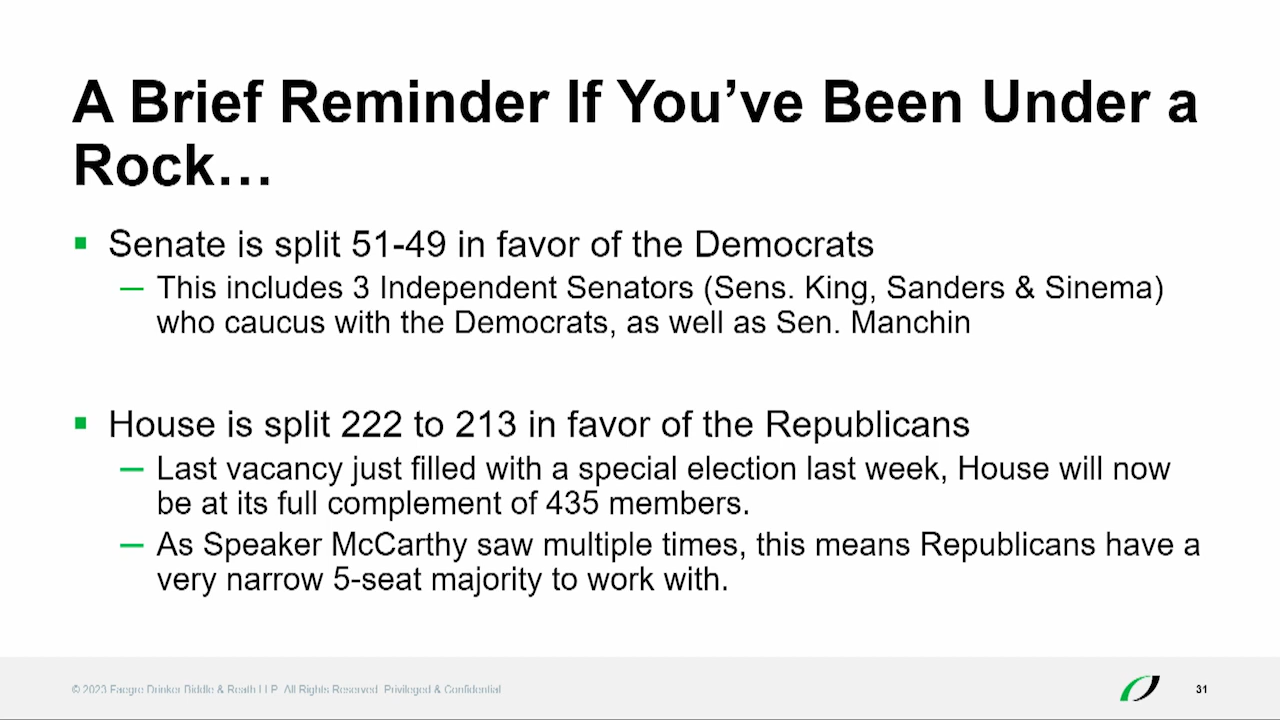 A Brief Reminder If You’ve Been Under a
Rock…
▪ Senate is split 51-49 in favor of the Democrats
— This includes 3 Independent Senators (Sens. King, Sanders & Sinema)
who caucus with the Democrats, as well as Sen. Manchin
▪ House is split 222 to 213 in favor of the Republicans
— Last vacancy just filled with a special election last week, House will now
be at its full complement of 435 members.
— As Speaker McCarthy saw multiple times, this means Republicans have a
very narrow 5-seat majority to work with.
© 2023 Faegre Drinker Biddle & Reath LLP. All Rights Reserved. Privileged & Confidential.
31